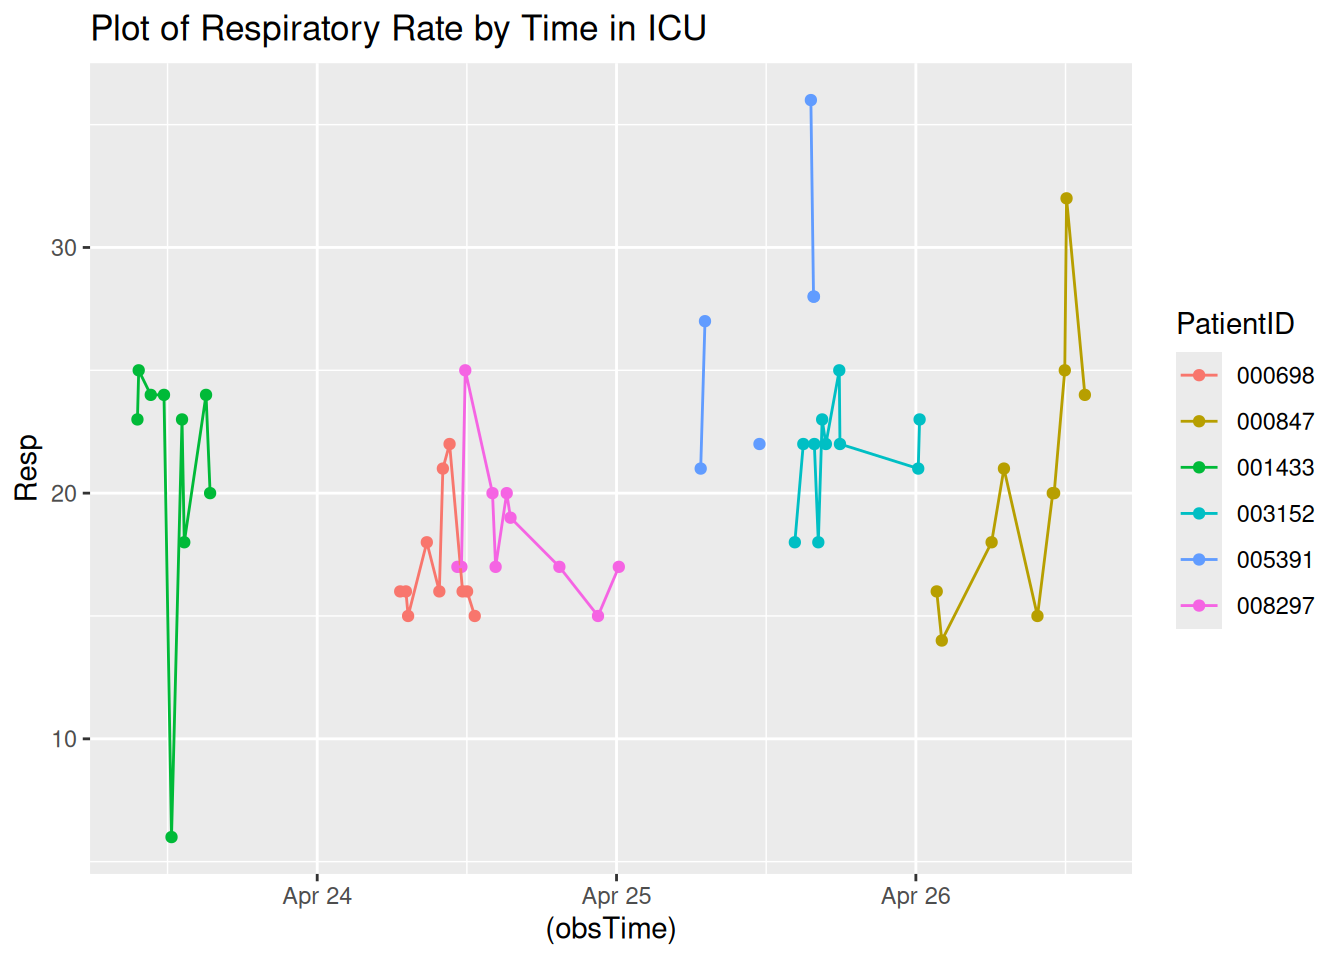 Plot of Respiratory Rate by Time in ICU
Resp
30
20
10
Apr 24
Apr 25
Apr 26
(obsTime)
PatientID
000698
000847
001433
003152
005391
008297